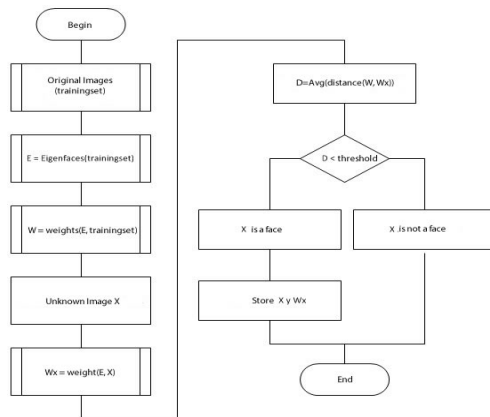 Begin
Original Images
(trainingset)
E = Eigenfaces(trainingset)
W = weights(E, trainingset)
Unknown Image X
Wx = weight(E, X)
D=Avg(distance(W, Wx))
D < threshold
X is a face
X .is not a face
Store X y Wx
End